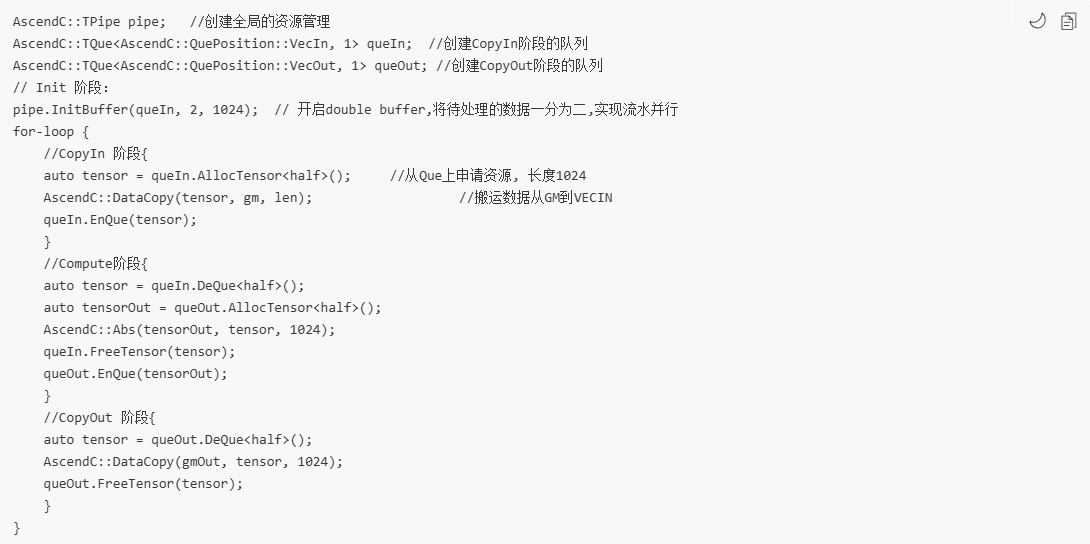 AscendC::TPipe pipe;   //创建全局的资源管理
AscendC::TQue<AscendC::QuePosition::VecIn, 1> queIn;  //创建CopyIn阶段的队列
AscendC::TQue<AscendC::QuePosition::VecOut, 1> queOut; //创建CopyOut阶段的队列
// Init 阶段:
pipe.InitBuffer(queIn, 2, 1024);  // 开启double buffer,将待处理的数据一分为二,实现流水并行
for-loop {
    //CopyIn 阶段{
    auto tensor = queIn.AllocTensor<half>();     //从Que上申请资源, 长度1024
    AscendC::DataCopy(tensor, gm, len);                   //搬运数据从GM到VECIN
    queIn.EnQue(tensor);
    }
    //Compute阶段{
    auto tensor = queIn.DeQue<half>();
    auto tensorOut = queOut.AllocTensor<half>();
    AscendC::Abs(tensorOut, tensor, 1024);
    queIn.FreeTensor(tensor);
    queOut.EnQue(tensorOut);
    }
    //CopyOut 阶段{
    auto tensor = queOut.DeQue<half>();
    AscendC::DataCopy(gmOut, tensor, 1024);
    queOut.FreeTensor(tensor);
    }
}